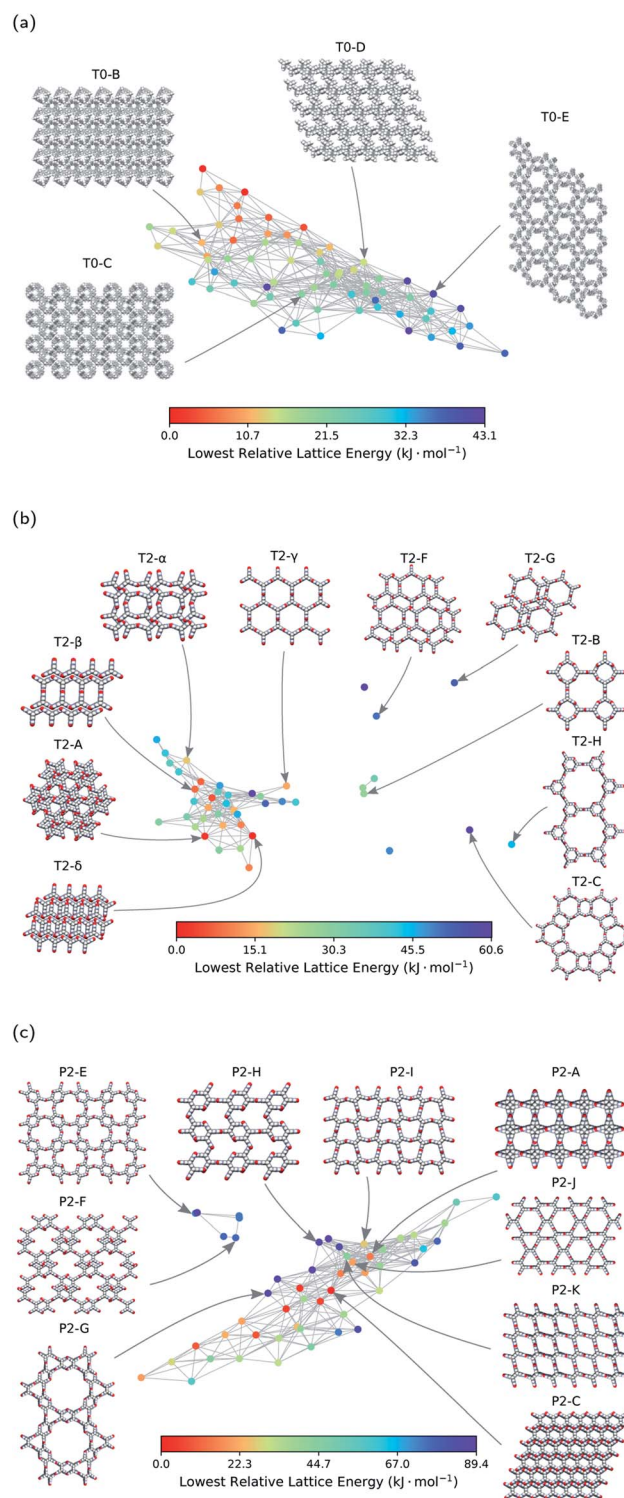 (a)
T0-D
T0-B
T0-E
T0-C
0.0 10.7 21.5 32.3 43.1
Lowest Relative Lattice Energy (kJ·mol⁻¹)
(b)
T2-α T2-γ T2-F T2-G
T2-β
T2-B
T2-A
T2-H
T2-δ
T2-C
0.0 15.1 30.3 45.5 60.6
Lowest Relative Lattice Energy (kJ·mol⁻¹)
(c)
P2-E P2-H P2-I P2-A
P2-F
P2-J
P2-G
P2-K
P2-C
0.0 22.3 44.7 67.0 89.4
Lowest Relative Lattice Energy (kJ·mol⁻¹)